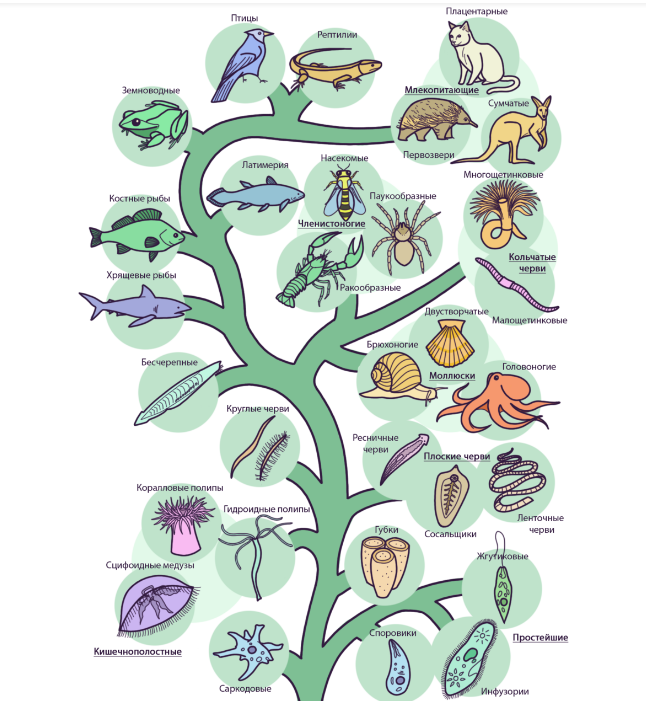 Плацентарные
Птицы
Рептилии
Земноводные
Млекопитающие
Сумчатые
Первозвери
Латимерия
Насекомые
Многощетинковые
Костные рыбы
Паукообразные
Членистоногие
Кольчатые
черви
Хрящевые рыбы
Ракообразные
Малощетинковые
Двустворчатые
Брюхоногие
Бесчерепные
Моллюски
Головоногие
Круглые черви
Ресничные
черви
Плоские черви
Коралловые полипы
Гидроидные полипы
Ленточные
черви
Сосальщики
Губки
Сцифоидные медузы
Жгутиковые
Кишечнополостные
Споровики
Простейшие
Саркодовые
Инфузории